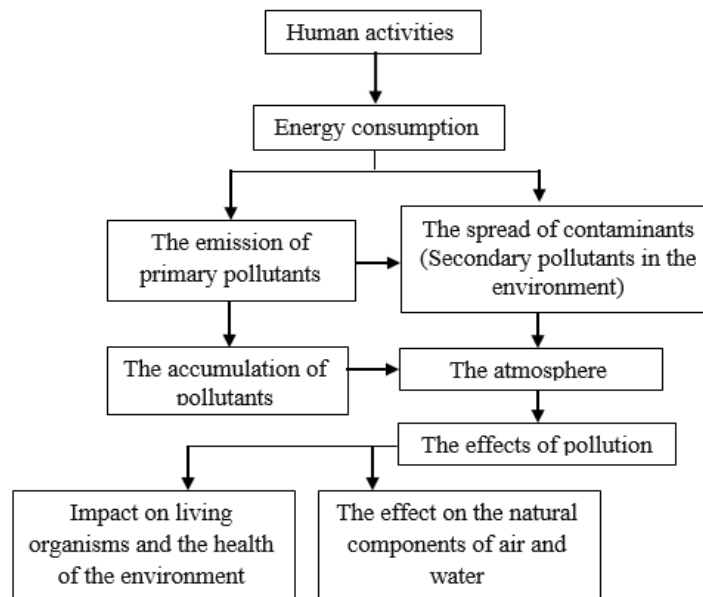 Human activities
Energy consumption
The emission of
primary pollutants
The spread of contaminants
(Secondary pollutants in the
environment)
The accumulation of
pollutants
The atmosphere
The effects of pollution
Impact on living
organisms and the health
of the environment
The effect on the natural
components of air and
water